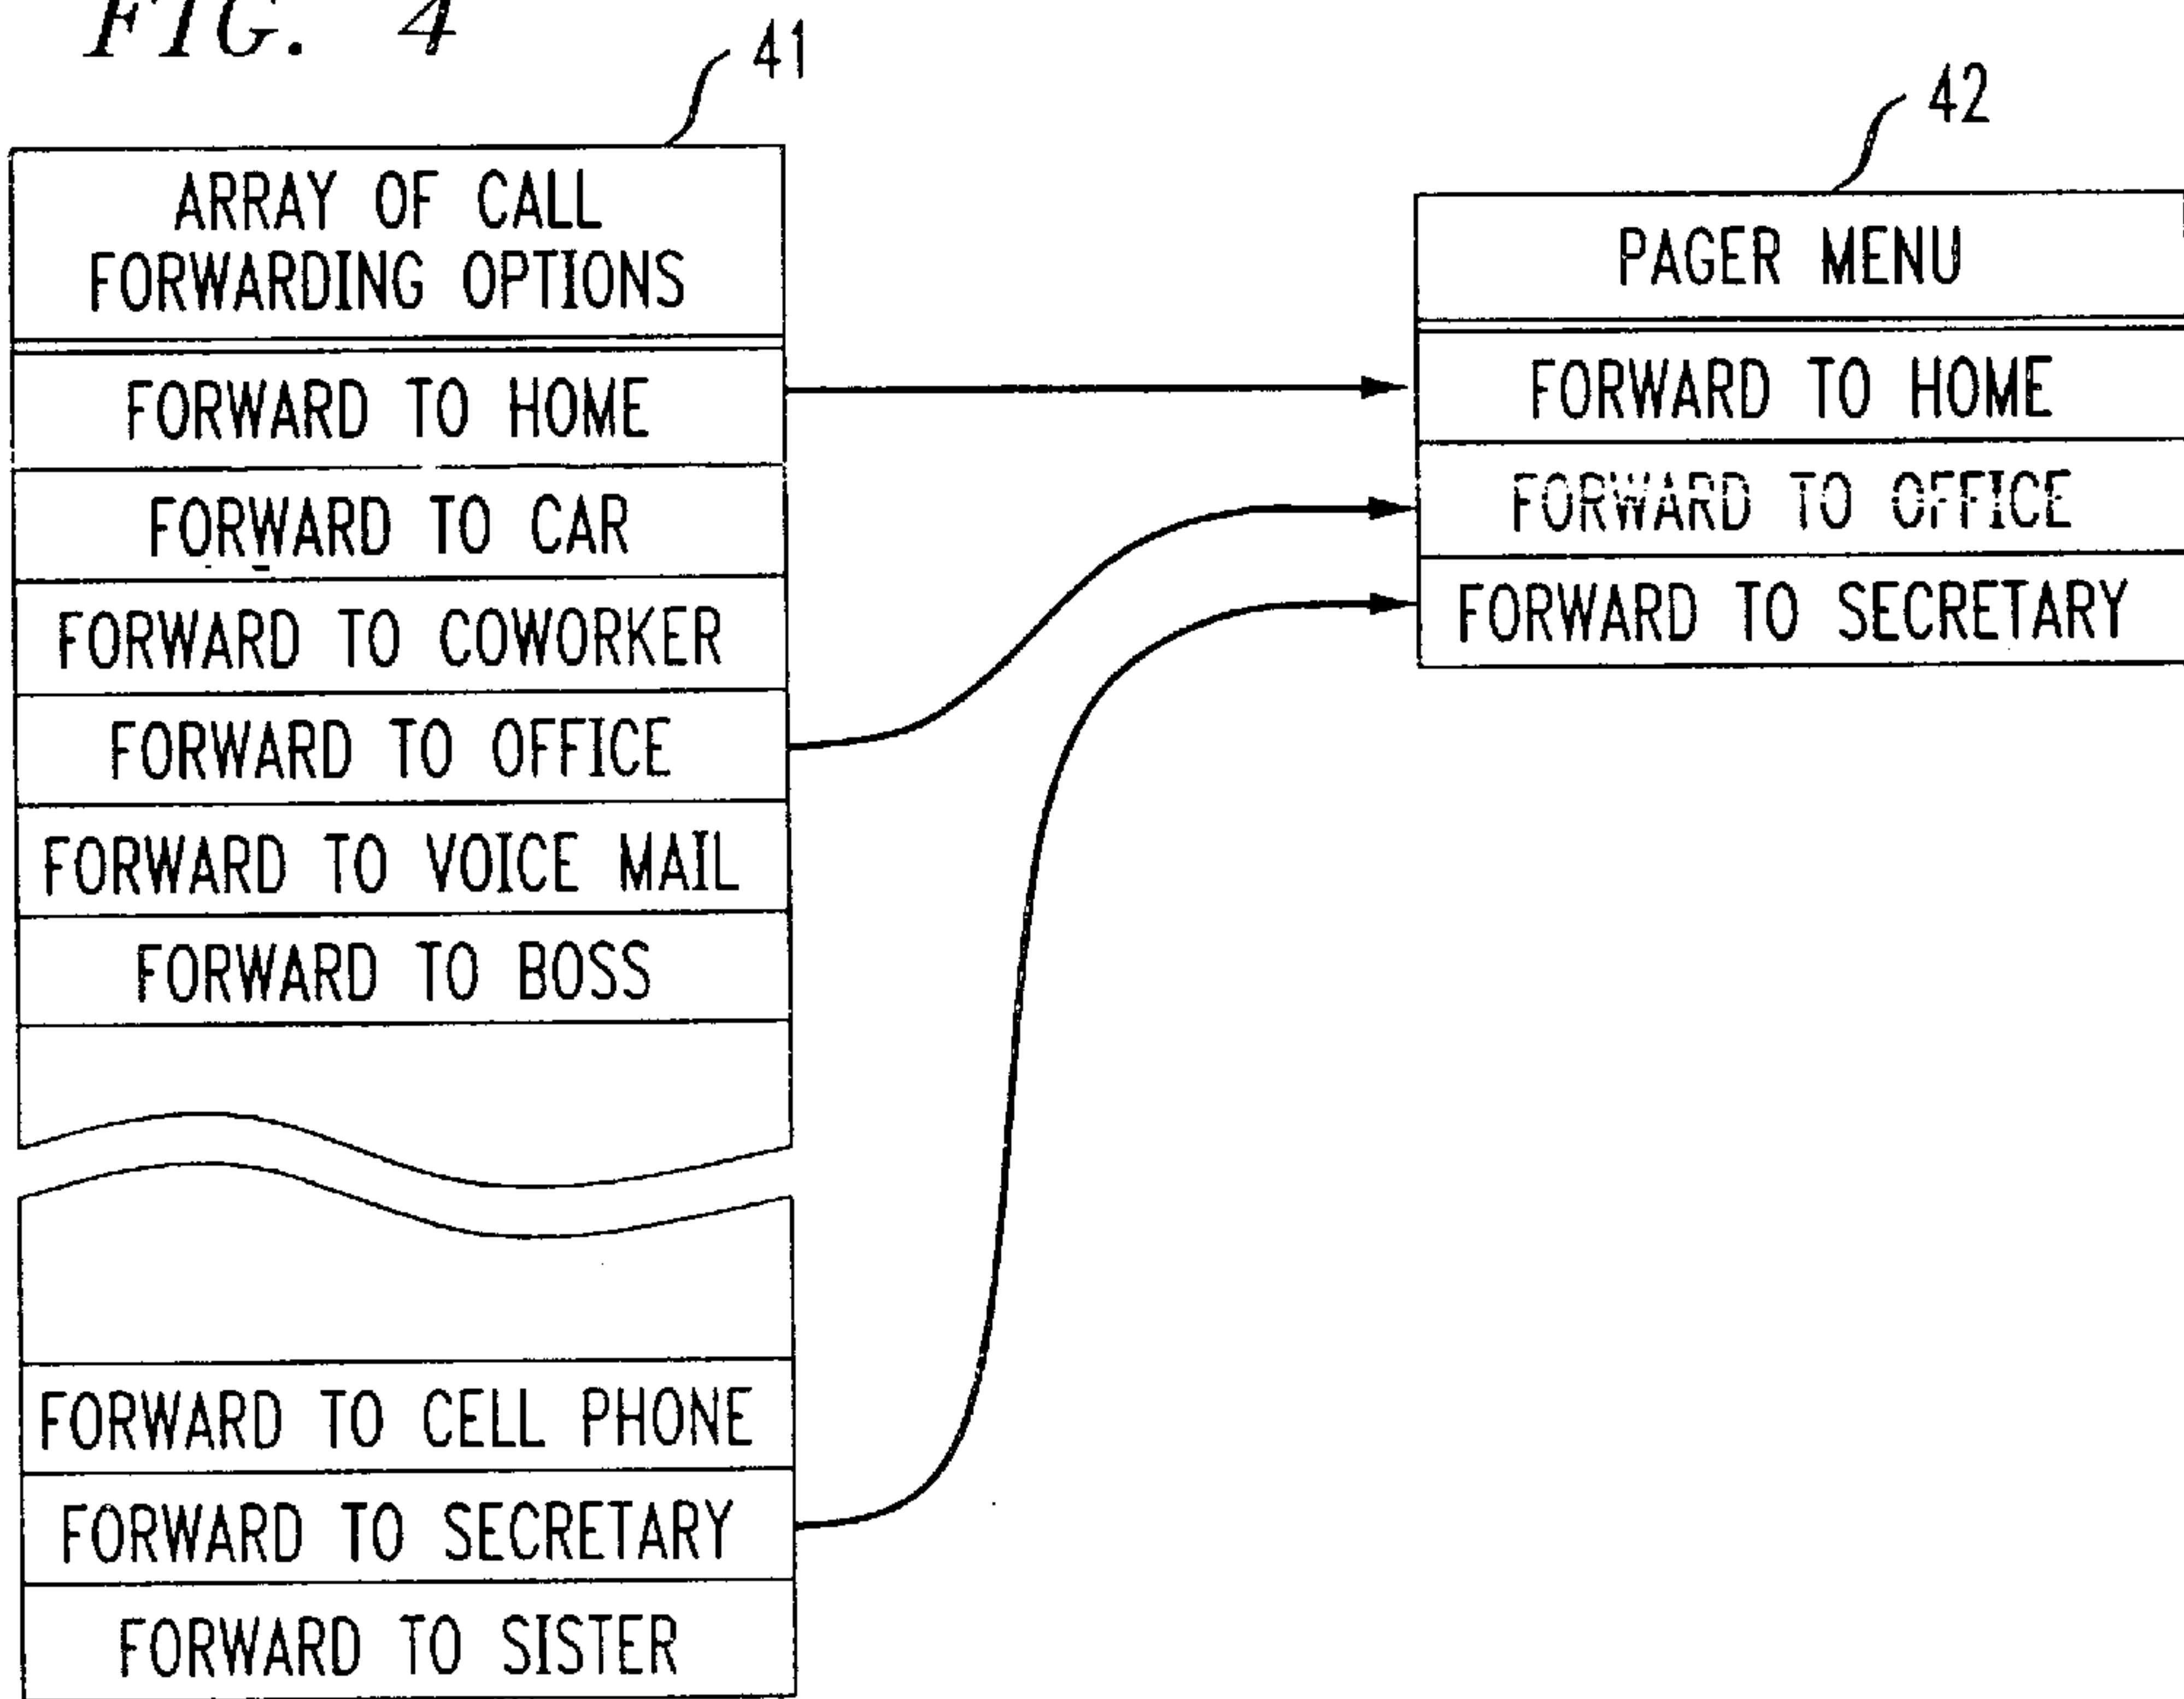 FIG. 4
41
ARRAY OF CALL
FORWARDING OPTIONS
FORWARD TO HOME
FORWARD TO CAR
FORWARD TO COWORKER
FORWARD TO OFFICE
FORWARD TO VOICE MAIL
FORWARD TO BOSS
FORWARD TO CELL PHONE
FORWARD TO SECRETARY
FORWARD TO SISTER
42
PAGER MENU
FORWARD TO HOME
FORWARD TO OFFICE
FORWARD TO SECRETARY